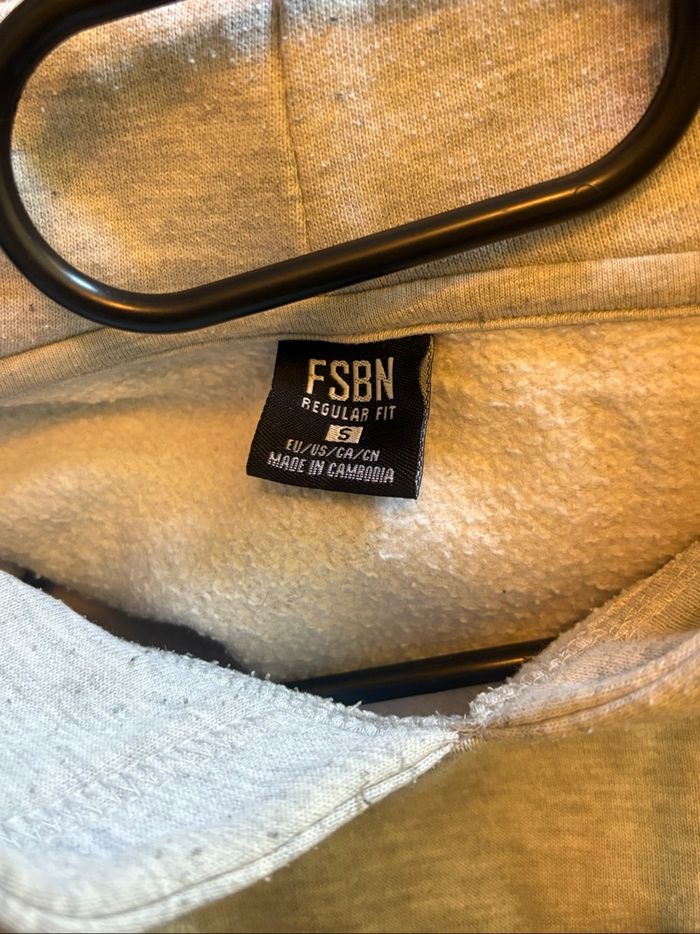 FSBN
REGULAR FIT
S
EU/US/CA/CN
MADE IN CAMBODIA